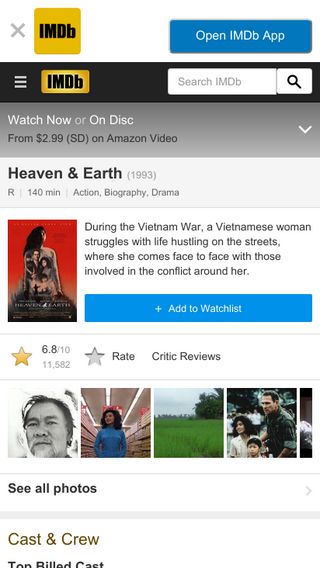 IMDb
Open IMDb App
IMDb
Search IMDb
Watch Now or On Disc
From $2.99 (SD) on Amazon Video
Heaven & Earth (1993)
R | 140 min | Action, Biography, Drama
During the Vietnam War, a Vietnamese woman
struggles with life hustling on the streets,
where she comes face to face with those
involved in the conflict around her.
HEAVEN & EARTH
+ Add to Watchlist
6.8/10
11,582
Rate
Critic Reviews
See all photos
Cast & Crew
Top Billed Cast